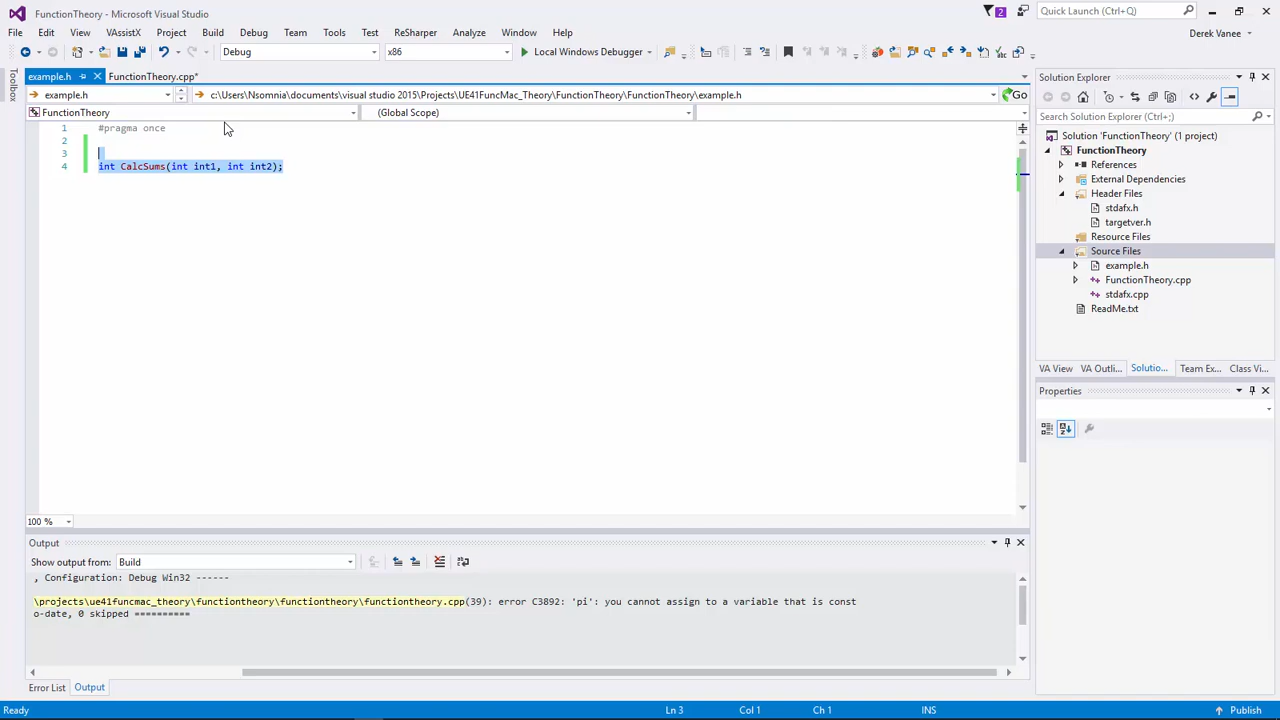 FunctionTheory - Microsoft Visual Studio
2
Quick Launch (Ctrl+Q)
File Edit View VAssistX Project Build Debug Team Tools Test ReSharper Analyze Window Help
Derek Vanee
Debug x86 Local Windows Debugger
Toolbox
example.h FunctionTheory.cpp*
example.h c:\Users\Nsomnia\documents\visual studio 2015\Projects\UE41FuncMac_Theory\FunctionTheory\FunctionTheory\example.h Go
FunctionTheory (Global Scope)
1 #pragma once
2
3
4 int CalcSums(int int1, int int2);
100 %
Solution Explorer
Search Solution Explorer (Ctrl+;)
Solution 'FunctionTheory' (1 project)
FunctionTheory
References
External Dependencies
Header Files
stdafx.h
targetver.h
Resource Files
Source Files
example.h
FunctionTheory.cpp
stdafx.cpp
ReadMe.txt
VA View VA Outli... Solutio... Team Ex... Class Vi...
Properties
Output
Show output from: Build
, Configuration: Debug Win32 ------
\projects\ue41funcmac_theory\functiontheory\functiontheory\functiontheory.cpp(39): error C3892: 'pi': you cannot assign to a variable that is const
o-date, 0 skipped ==========
Error List Output
Ready Ln 3 Col 1 Ch 1 INS Publish